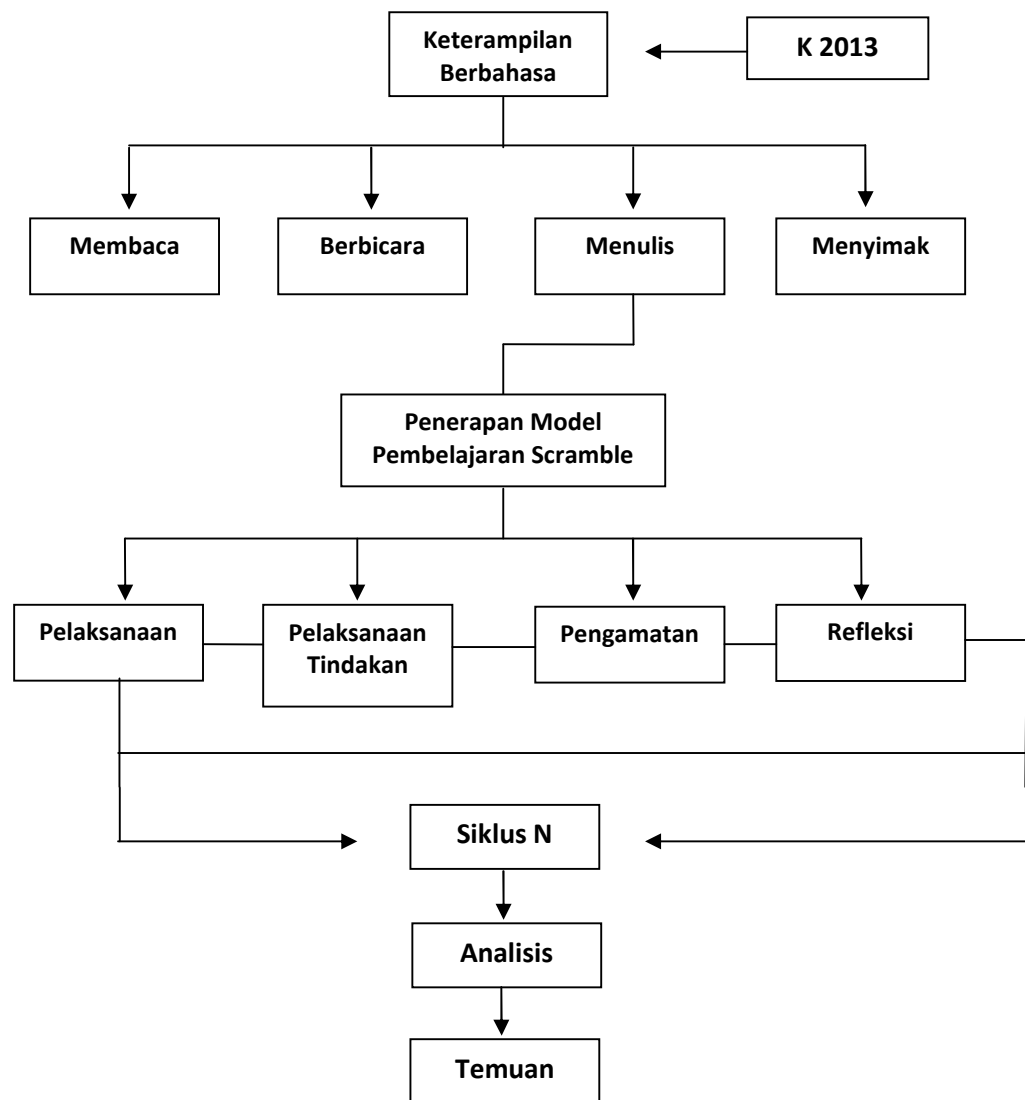 Keterampilan
Berbahasa
K 2013
Membaca
Berbicara
Menulis
Menyimak
Penerapan Model
Pembelajaran Scramble
Pelaksanaan
Pelaksanaan
Tindakan
Pengamatan
Refleksi
Siklus N
Analisis
Temuan